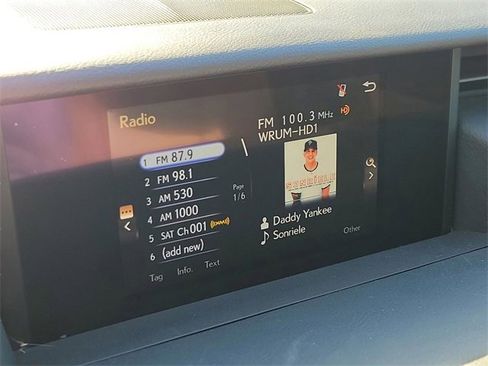 Radio
1 FM 87.9
2 FM 98.1
3 AM 530
4 AM 1000
5 SAT Ch001
6 (add new)
Page
1/6
Tag Info. Text
FM 100.3 MHz
WRUM-HD1
Daddy Yankee
Sonríele
Other